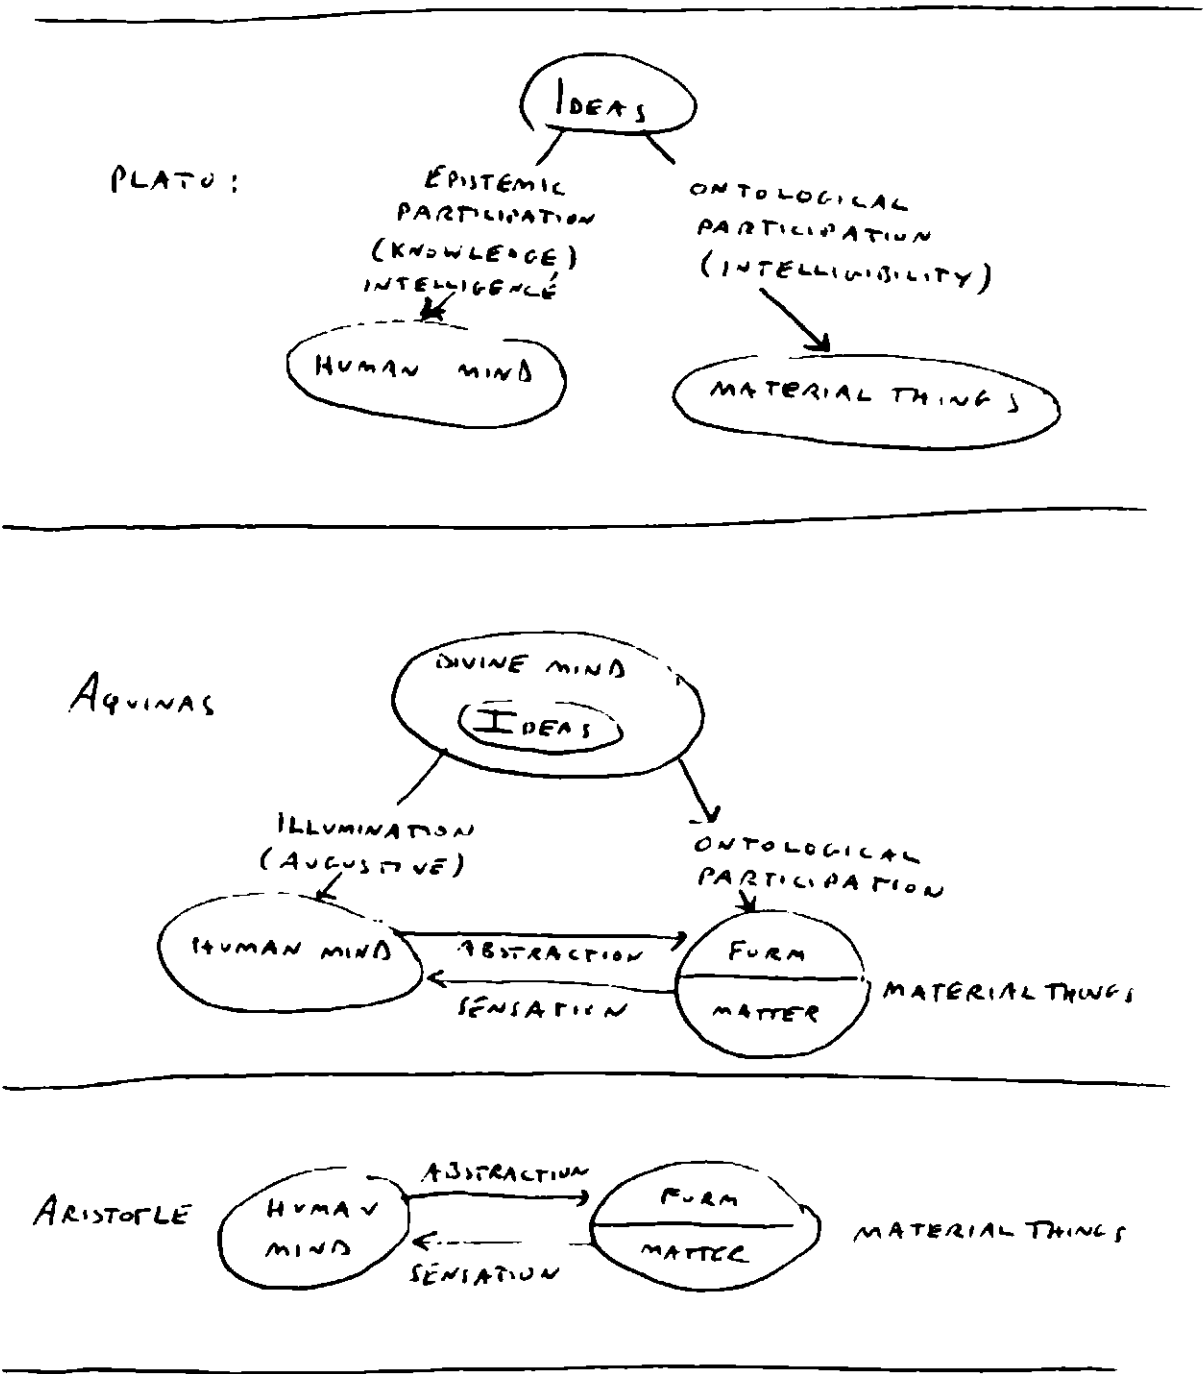 IDEAS
PLATO:
EPISTEMIC
PARTICIPATION
(KNOWLEDGE)
INTELLIGENCE
ONTOLOGICAL
PARTICIPATION
(INTELLIGIBILITY)
HUMAN MIND
MATERIAL THINGS
AQUINAS
DIVINE MIND
IDEAS
ILLUMINATION
(AUGUSTINE)
ONTOLOGICAL
PARTICIPATION
HUMAN MIND
ABSTRACTION
SENSATION
FORM
MATTER
MATERIAL THINGS
ARISTOTLE
HUMAN
MIND
ABSTRACTION
SENSATION
FORM
MATTER
MATERIAL THINGS